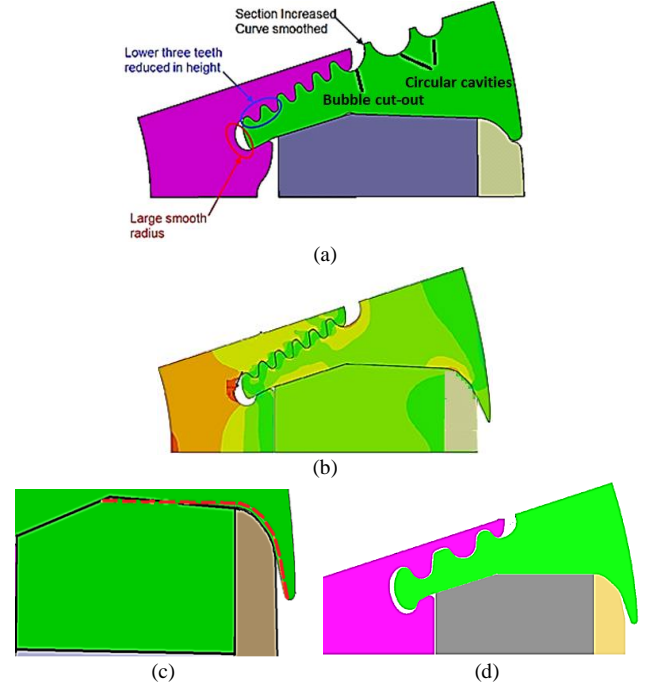 Section Increased
Curve smoothed
Lower three teeth
reduced in height
Circular cavities
Bubble cut-out
Large smooth
radius
(a)
(b)
(c)
(d)